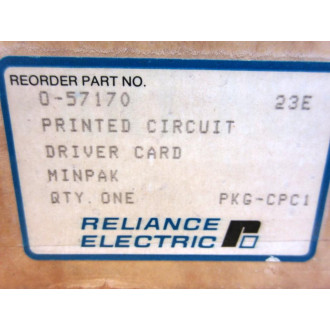 REORDER PART NO.
0-57170 23E
PRINTED CIRCUIT
DRIVER CARD
MINPAK
QTY. ONE PKG-CPC1
RELIANCE
ELECTRIC